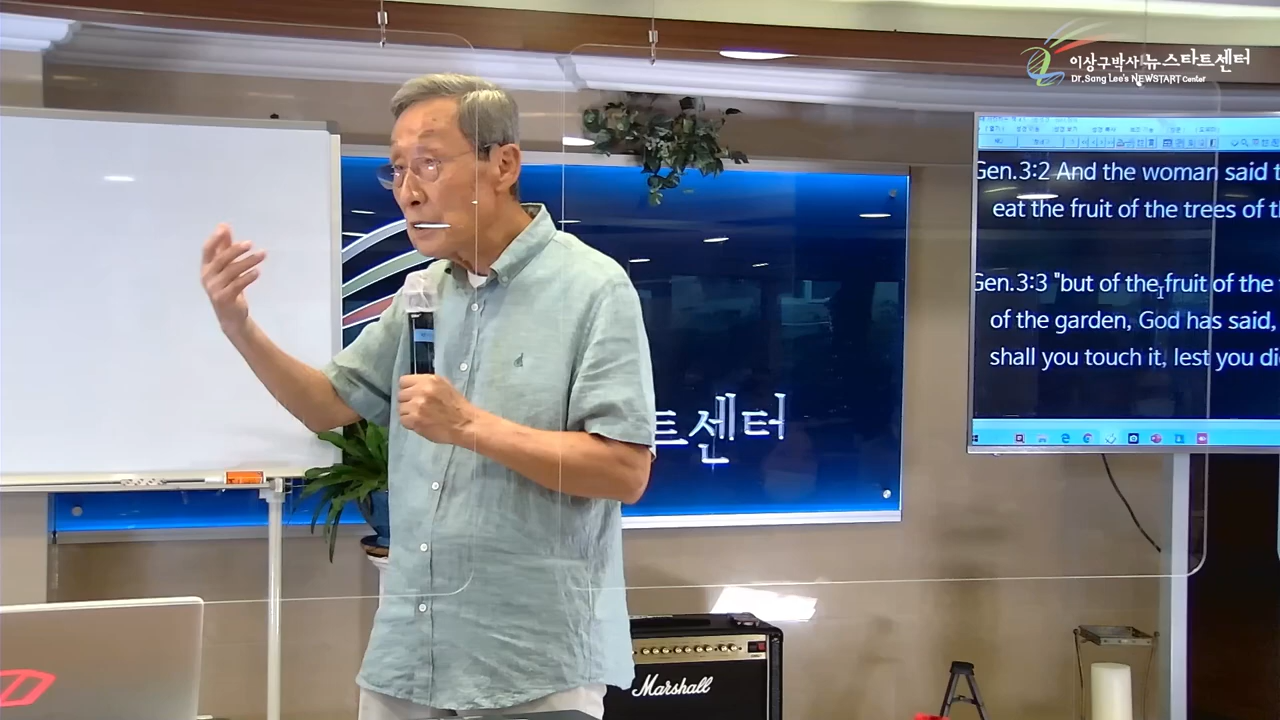 이상구박사 뉴스타트센터
Dr. Sang Lee's NEWSTART Center
Gen.3:2 And the woman said
eat the fruit of the trees of
Gen.3:3 "but of the fruit of the
of the garden, God has said,
shall you touch it, lest you
트센터
Marshall